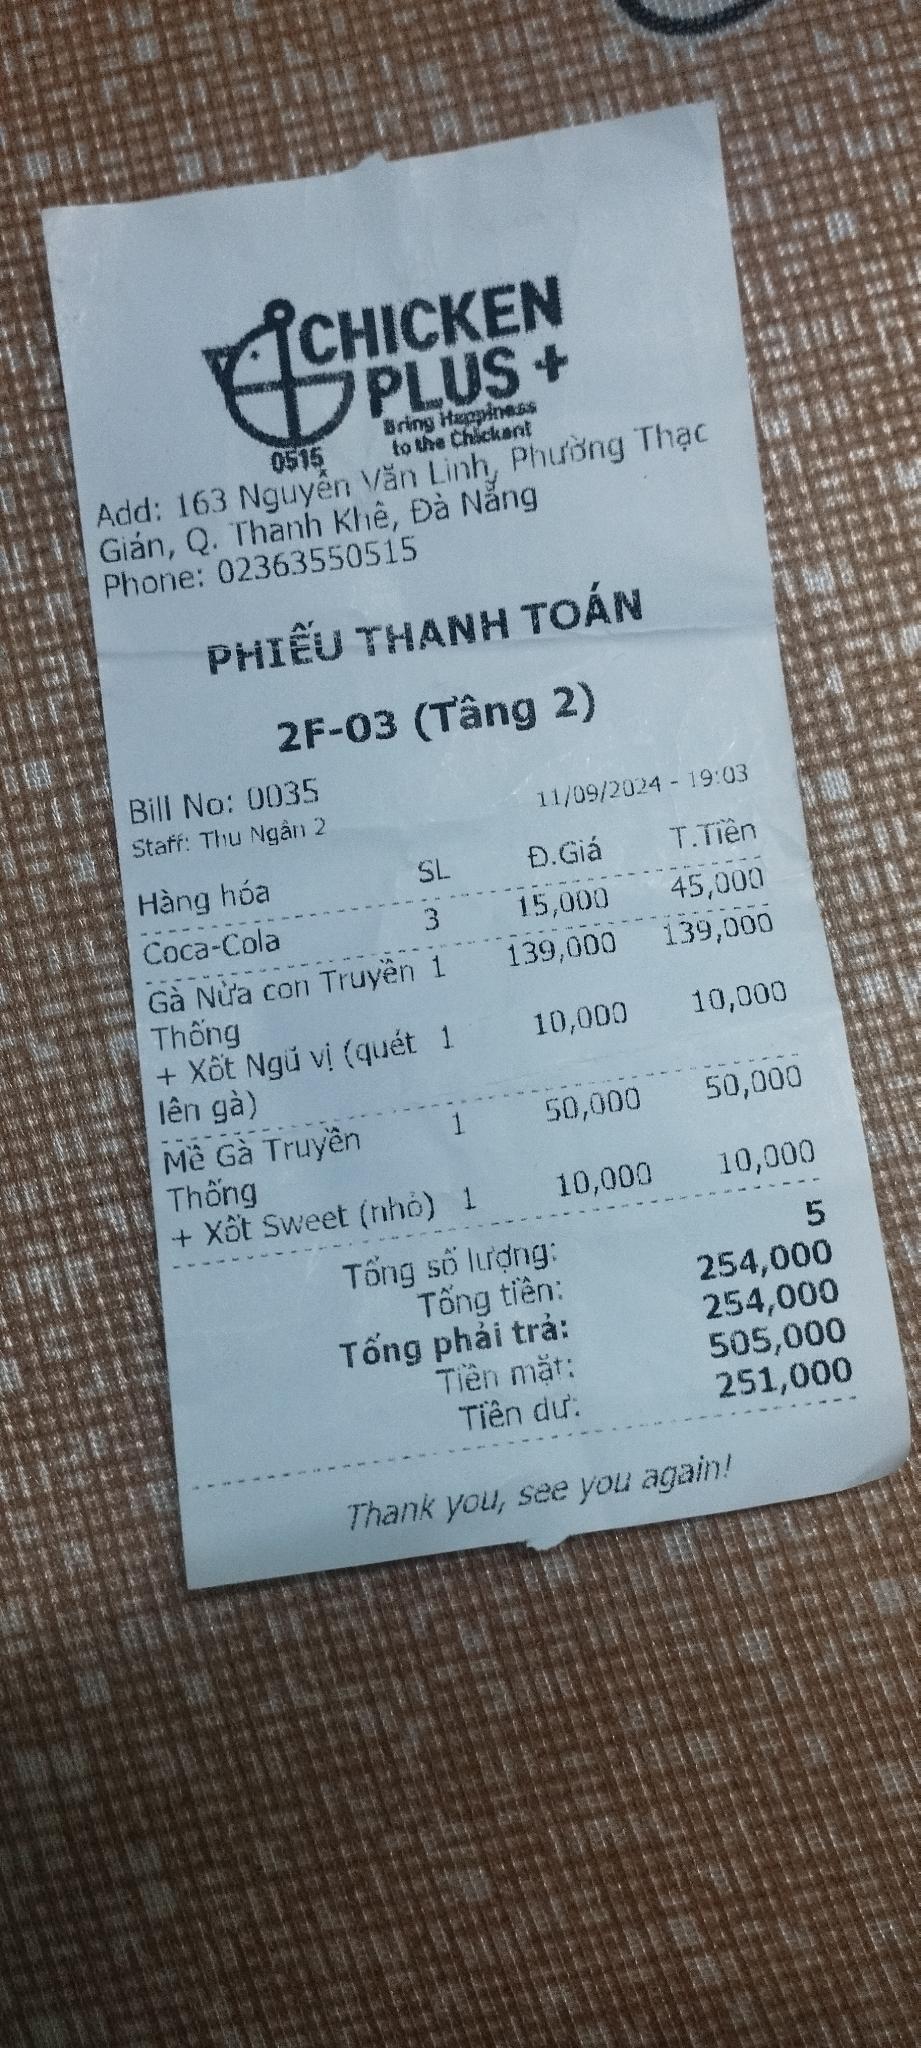 CHICKEN
PLUS +
Bring Happiness
to the Chickent
0515
Add: 163 Nguyễn Văn Linh, Phường Thạc
Gián, Q. Thanh Khê, Đà Nẵng
Phone: 02363550515
PHIẾU THANH TOÁN
2F-03 (Tầng 2)
Bill No: 0035 11/09/2024 - 19:03
Staff: Thu Ngân 2
Hàng hóa SL Đ.Giá T.Tiền
Coca-Cola 3 15,000 45,000
Gà Nửa con Truyền 1 139,000 139,000
Thống
+ Xốt Ngũ vị (quét 1 10,000 10,000
lên gà)
Mề Gà Truyền 1 50,000 50,000
Thống
+ Xốt Sweet (nhỏ) 1 10,000 10,000
Tổng số lượng: 5
Tổng tiền: 254,000
Tổng phải trả: 254,000
Tiền mặt: 505,000
Tiền dư: 251,000
Thank you, see you again!